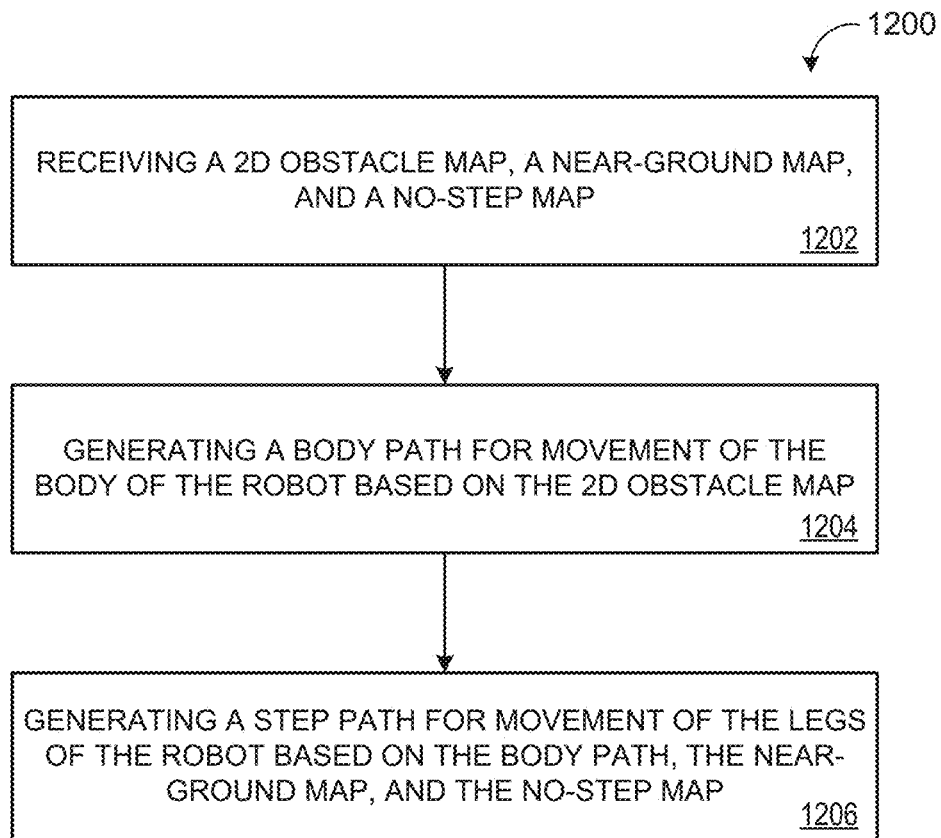 1200
RECEIVING A 2D OBSTACLE MAP, A NEAR-GROUND MAP,
AND A NO-STEP MAP
1202
GENERATING A BODY PATH FOR MOVEMENT OF THE
BODY OF THE ROBOT BASED ON THE 2D OBSTACLE MAP
1204
GENERATING A STEP PATH FOR MOVEMENT OF THE LEGS
OF THE ROBOT BASED ON THE BODY PATH, THE NEAR-
GROUND MAP, AND THE NO-STEP MAP
1206